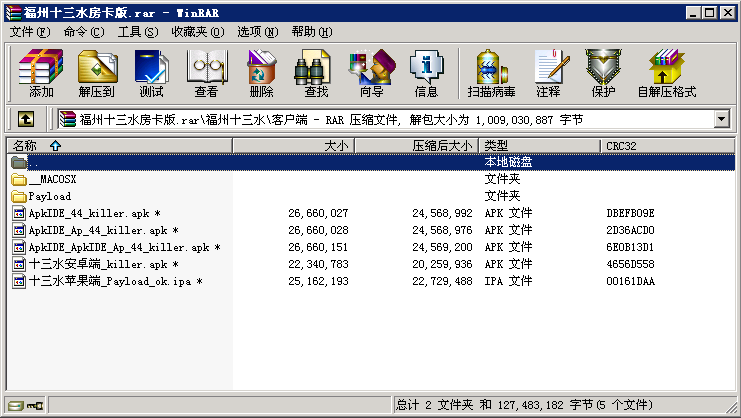 福州十三水房卡版.rar - WinRAR
文件(F) 命令(C) 工具(S) 收藏夹(O) 选项(N) 帮助(H)
添加 解压到 测试 查看 删除 查找 向导 信息 扫描病毒 注释 保护 自解压格式
福州十三水房卡版.rar\福州十三水\客户端 - RAR 压缩文件, 解包大小为 1,009,030,887 字节
名称 大小 压缩后大小 类型 CRC32
.. 本地磁盘
__MACOSX 文件夹
Payload 文件夹
ApkIDE_44_killer.apk * 26,660,027 24,568,992 APK 文件 DBEFB09E
ApkIDE_Ap_44_killer.apk * 26,660,028 24,568,976 APK 文件 2D36ACD0
ApkIDE_ApkIDE_Ap_44_killer.apk * 26,660,151 24,569,200 APK 文件 6E0B13D1
十三水安卓端_killer.apk * 22,340,783 20,259,936 APK 文件 4656D558
十三水苹果端_Payload_ok.ipa * 25,162,193 22,729,488 IPA 文件 00161DAA
总计 2 文件夹 和 127,483,182 字节(5 个文件)